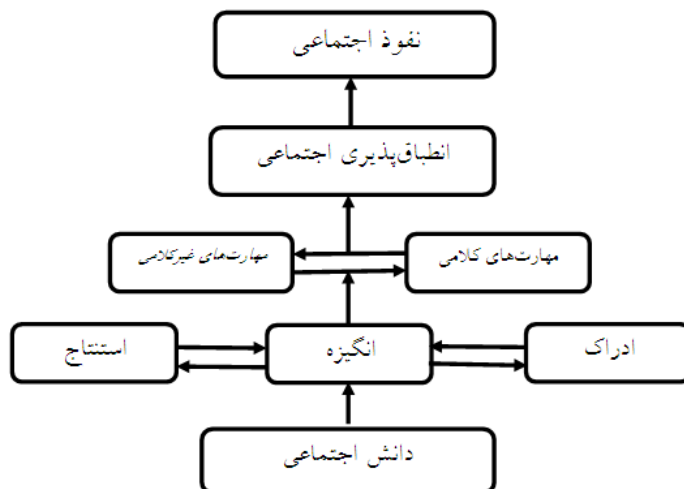 نفوذ اجتماعی
انطباق‌پذیری اجتماعی
مهارت‌های کلامی
مهارت‌های غیرکلامی
ادراک
انگیزه
استنتاج
دانش اجتماعی